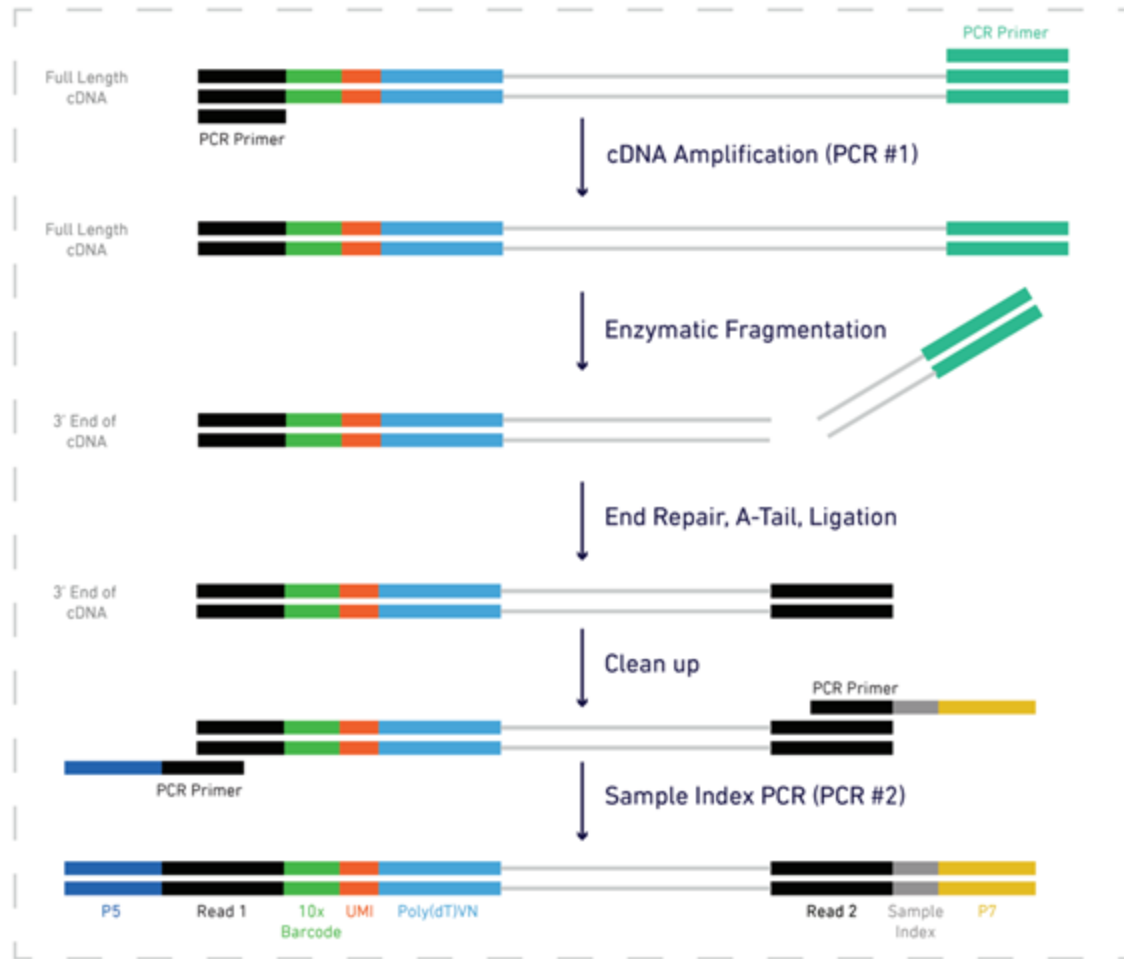 PCR Primer
Full Length
cDNA
PCR Primer
cDNA Amplification (PCR #1)
Full Length
cDNA
Enzymatic Fragmentation
3´ End of
cDNA
End Repair, A-Tail, Ligation
3´ End of
cDNA
Clean up
PCR Primer
PCR Primer
Sample Index PCR (PCR #2)
P5 Read 1 10x UMI Poly(dT)VN Read 2 Sample P7
Barcode Index